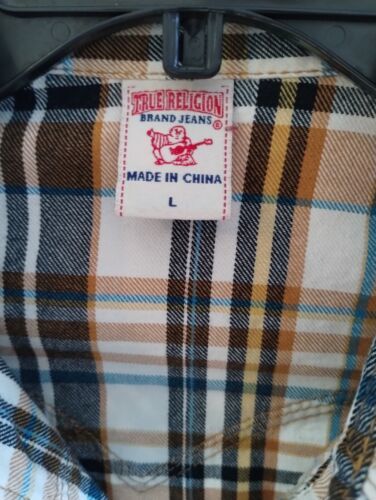 TRUE RELIGION
BRAND JEANS
®
MADE IN CHINA
L